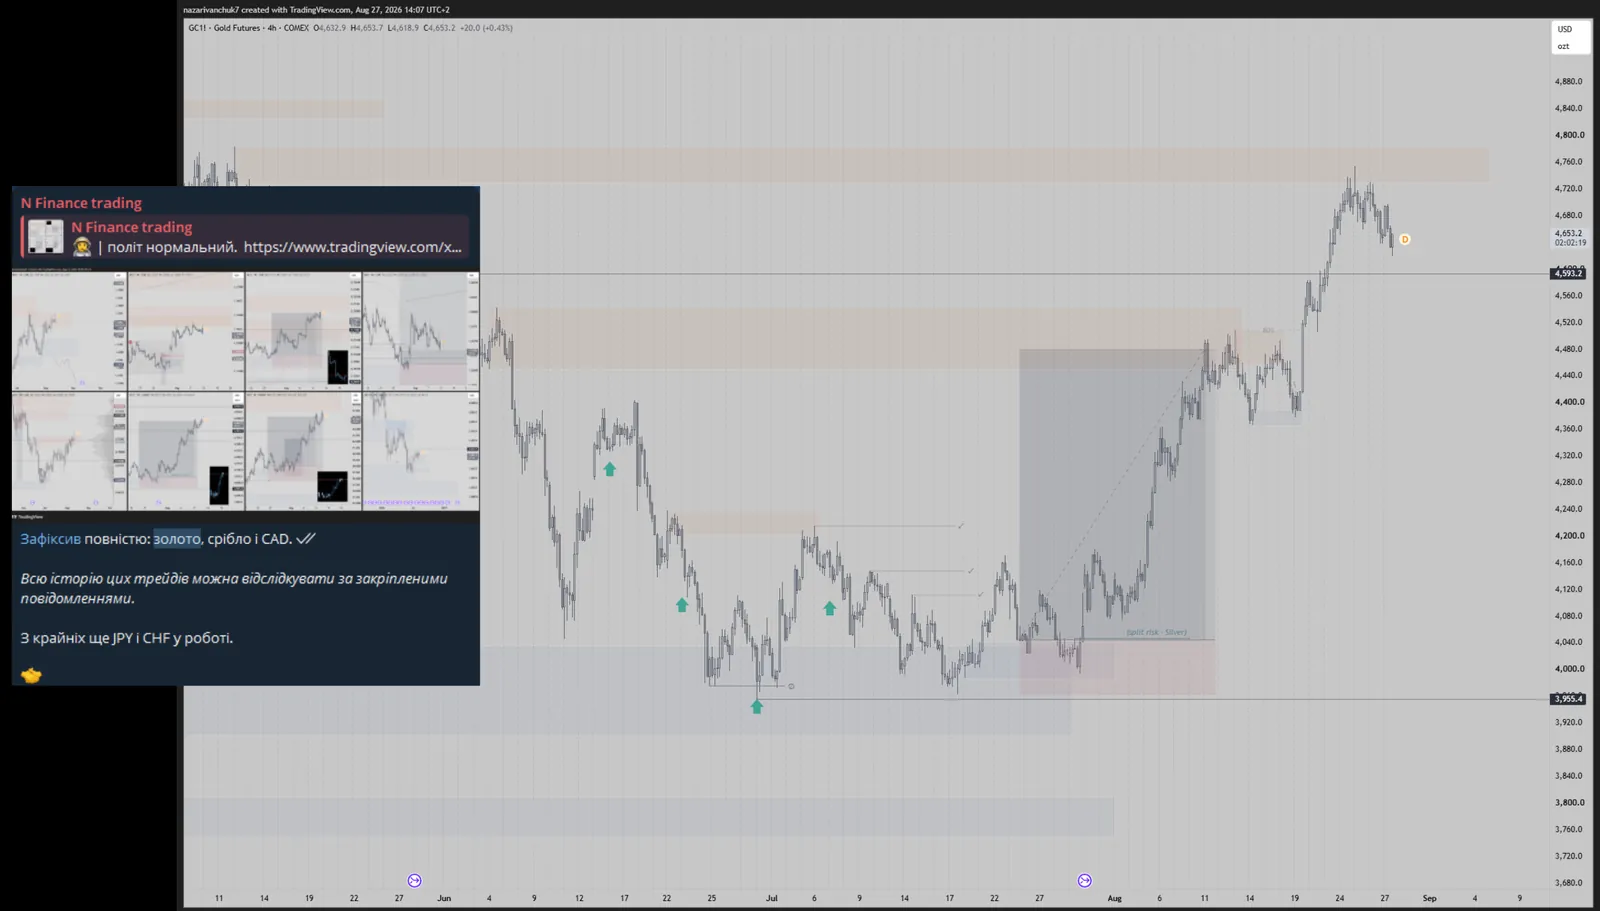 nazarivanchuk7 created with TradingView.com, Aug 27, 2026 14:07 UTC+2
GC1! · Gold Futures · 4h · COMEX O4,632.9 H4,653.7 L4,618.9 C4,653.2 +20.0 (+0.43%)
USD
ozt
4,880.0
4,840.0
4,800.0
4,760.0
4,720.0
4,680.0
4,653.2
02:02:19
4,593.2
4,560.0
4,520.0
4,480.0
4,440.0
4,400.0
4,360.0
4,320.0
4,280.0
4,240.0
4,200.0
4,160.0
4,120.0
4,080.0
4,040.0
4,000.0
3,955.4
3,920.0
3,880.0
3,840.0
3,800.0
3,760.0
3,720.0
3,680.0
D
(split risk - Silver)
N Finance trading
N Finance trading
| політ нормальний. https://www.tradingview.com/x...
TradingView
Зафіксив повністю: золото, срібло і CAD.
Всю історію цих трейдів можна відслідкувати за закріпленими
повідомленнями.
З крайніх ще JPY і CHF у роботі.
11 14 19 22 27 Jun 4 9 12 17 22 25 Jul 6 9 14 17 22 27 Aug 6 11 14 19 24 27 Sep 4 9